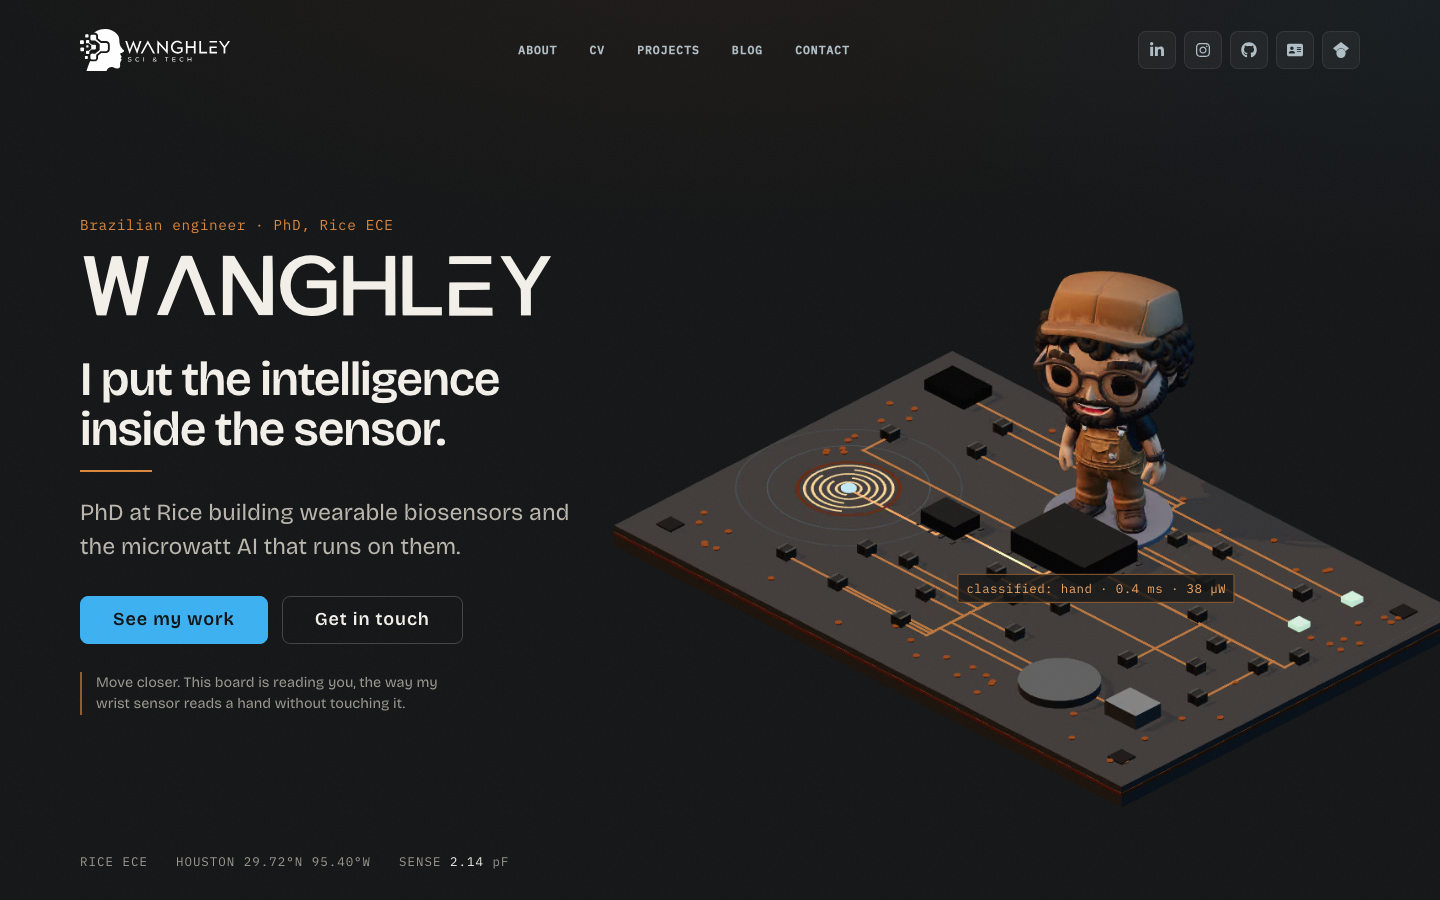 WANGHLEY
SCI & TECH
ABOUT CV PROJECTS BLOG CONTACT
Brazilian engineer · PhD, Rice ECE
WANGHLEY
I put the intelligence
inside the sensor.
PhD at Rice building wearable biosensors and
the microwatt AI that runs on them.
See my work Get in touch
Move closer. This board is reading you, the way my
wrist sensor reads a hand without touching it.
classified: hand · 0.4 ms · 38 µW
RICE ECE HOUSTON 29.72°N 95.40°W SENSE 2.14 pF